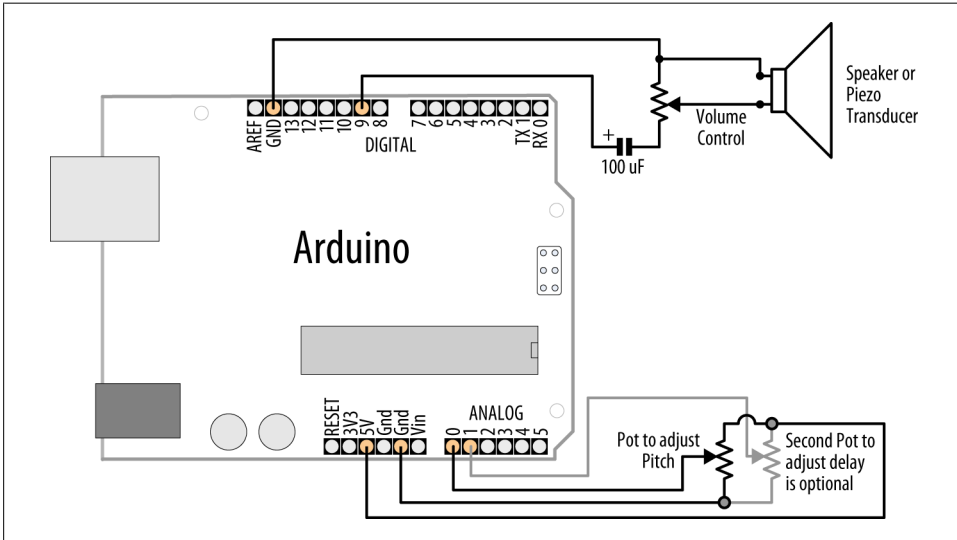 Speaker or
Piezo
Transducer
Volume
Control
+
100 uF
AREF
GND
13
12
11
10
9
8
7
6
5
4
3
2
TX 1
RX 0
DIGITAL
Arduino
RESET
3V3
5V
Gnd
Gnd
Vin
ANALOG
0
1
2
3
4
5
Pot to adjust
Pitch
Second Pot to
adjust delay
is optional